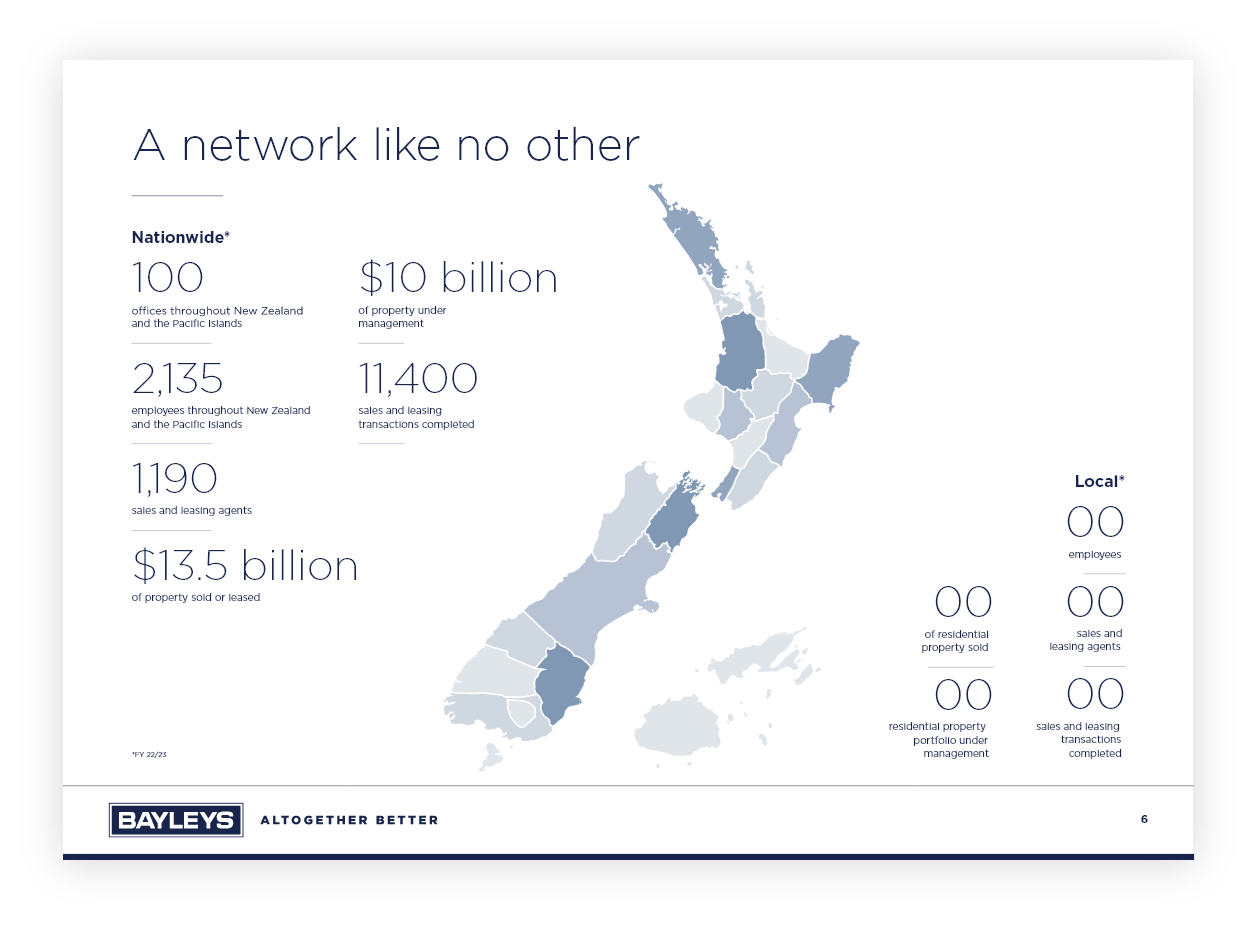 A network like no other
Nationwide*
100
offices throughout New Zealand
and the Pacific Islands
2,135
employees throughout New Zealand
and the Pacific Islands
1,190
sales and leasing agents
$13.5 billion
of property sold or leased
$10 billion
of property under
management
11,400
sales and leasing
transactions completed
Local*
00
employees
00
of residential
property sold
00
sales and
leasing agents
00
residential property
portfolio under
management
00
sales and leasing
transactions
completed
*FY 22/23
BAYLEYS
ALTOGETHER BETTER
6